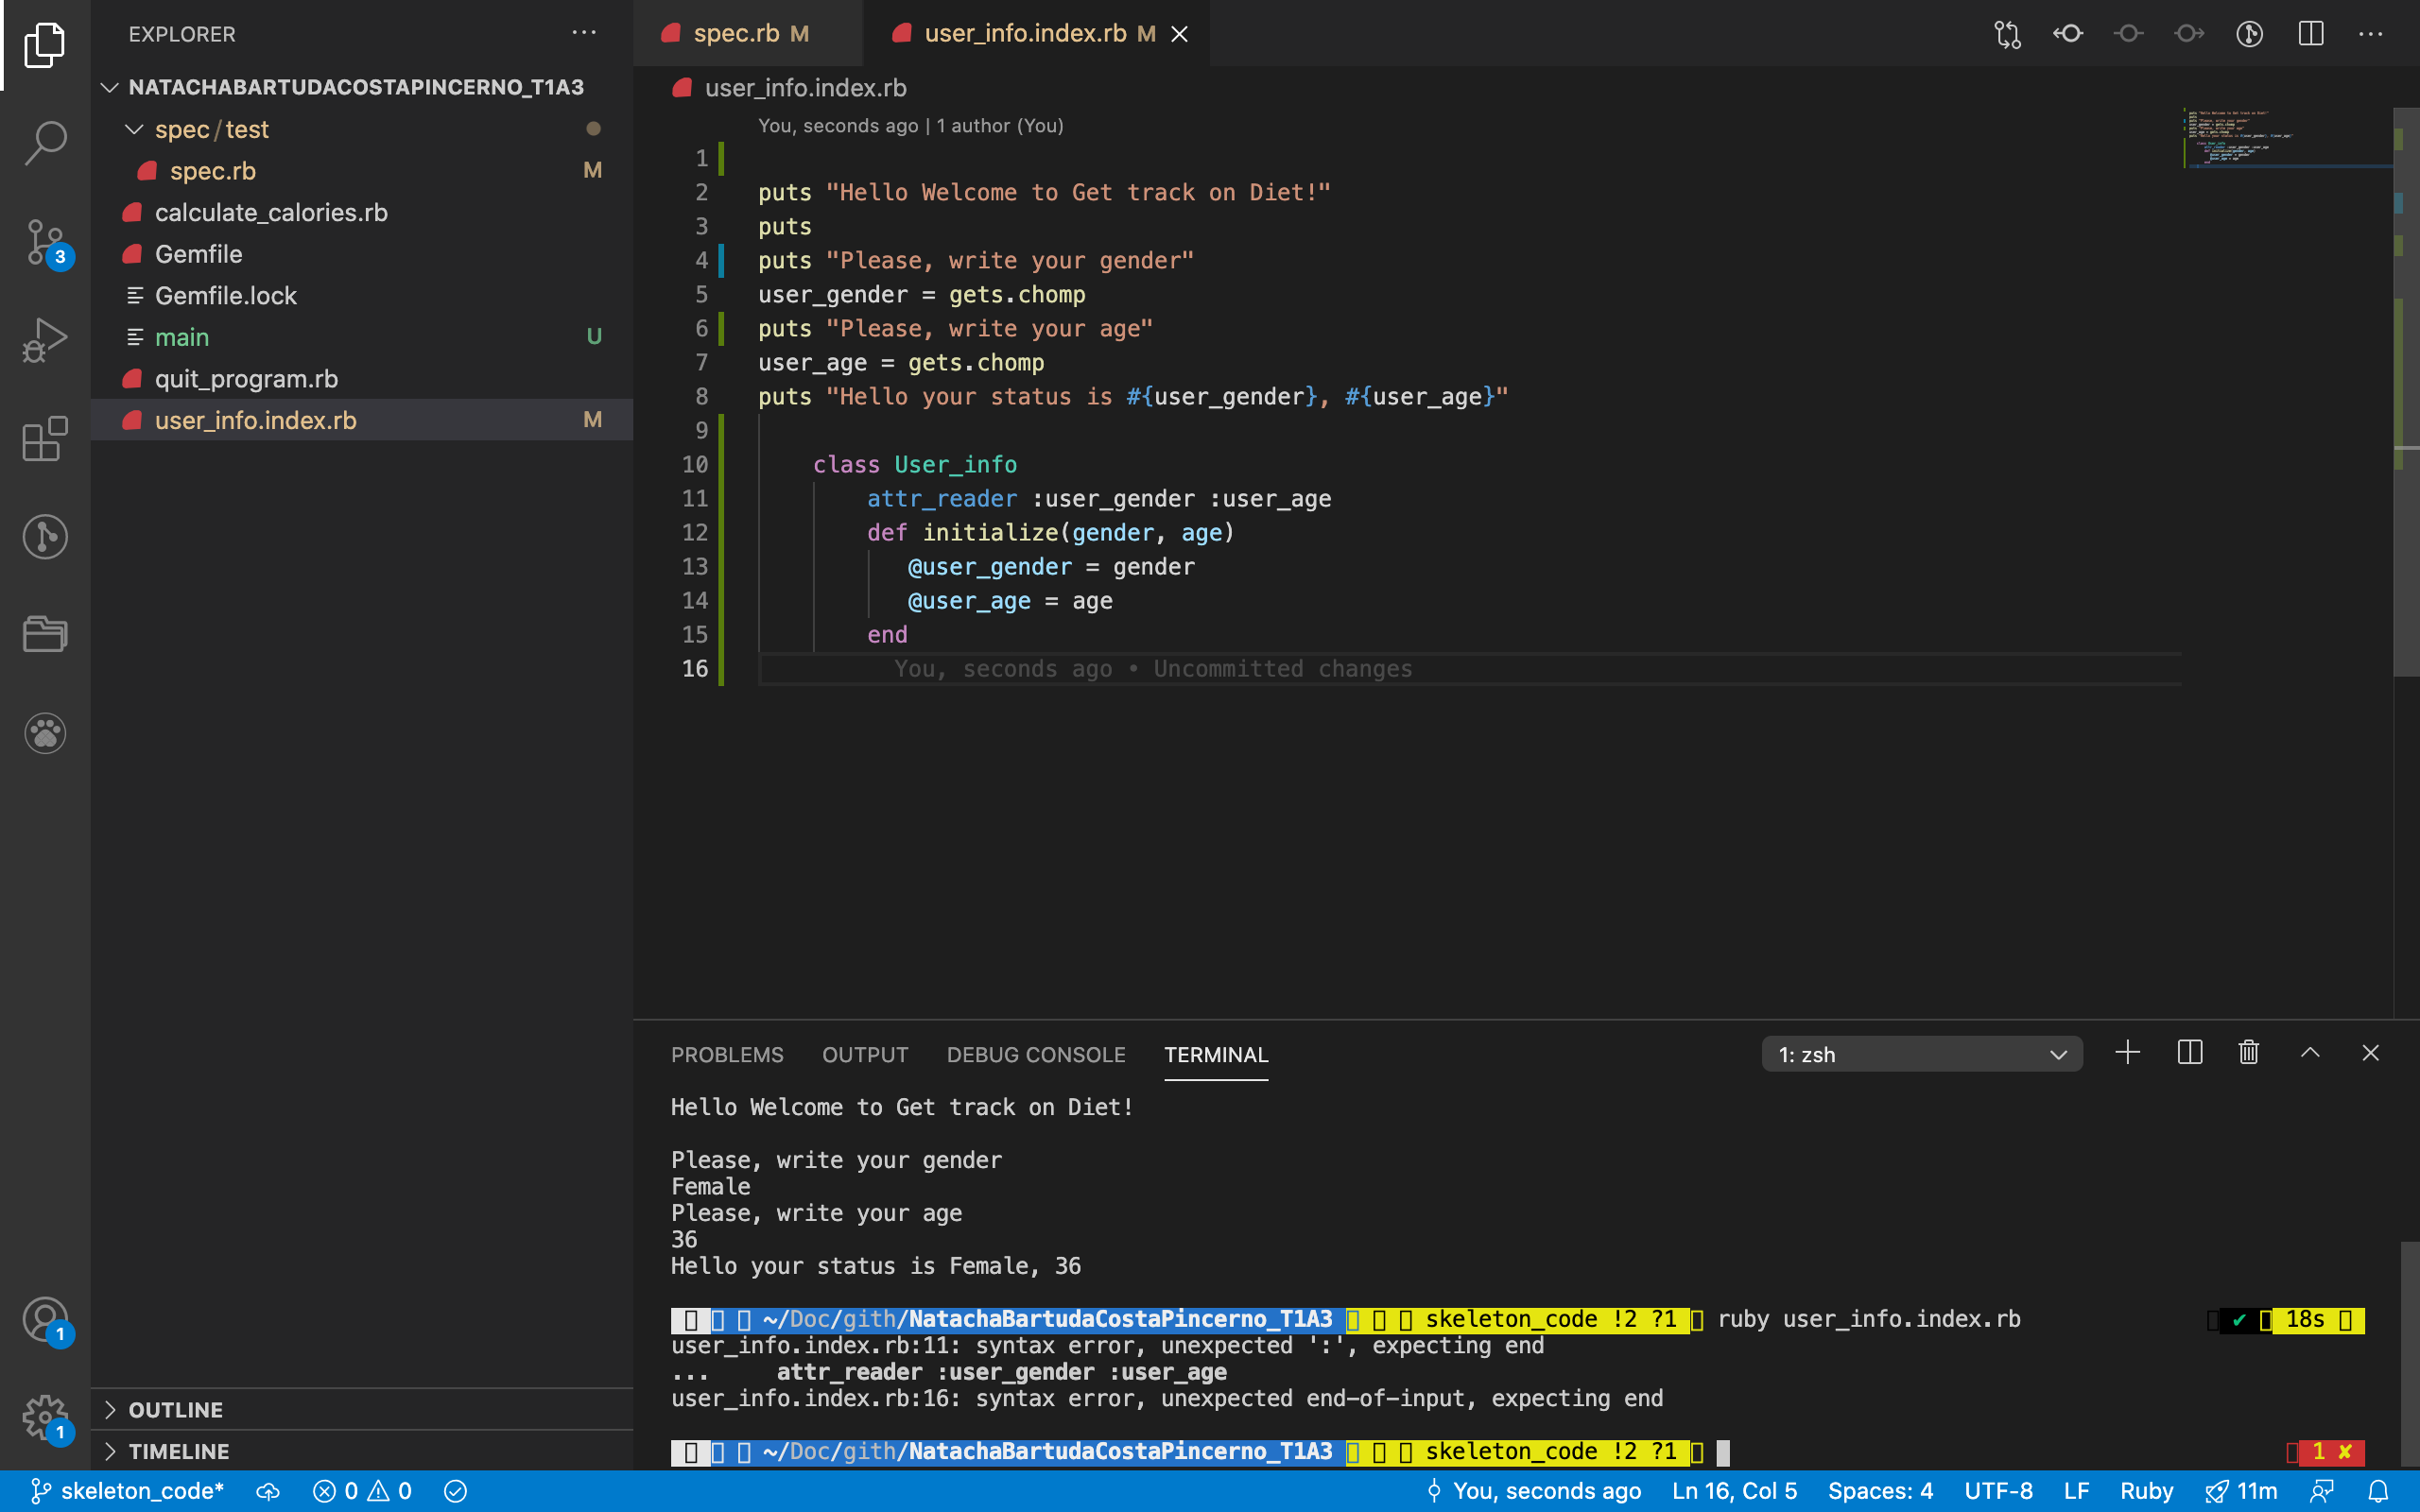 EXPLORER
NATACHABARTUDACOSTAPINCERNO_T1A3
spec/test
spec.rb M
calculate_calories.rb
Gemfile
Gemfile.lock
main U
quit_program.rb
user_info.index.rb M
3
1
1
OUTLINE
TIMELINE
spec.rb M
user_info.index.rb M
user_info.index.rb
You, seconds ago | 1 author (You)
1
2 puts "Hello Welcome to Get track on Diet!"
3 puts
4 puts "Please, write your gender"
5 user_gender = gets.chomp
6 puts "Please, write your age"
7 user_age = gets.chomp
8 puts "Hello your status is #{user_gender}, #{user_age}"
9
10 class User_info
11 attr_reader :user_gender :user_age
12 def initialize(gender, age)
13 @user_gender = gender
14 @user_age = age
15 end
16 You, seconds ago • Uncommitted changes
PROBLEMS OUTPUT DEBUG CONSOLE TERMINAL 1: zsh
Hello Welcome to Get track on Diet!
Please, write your gender
Female
Please, write your age
36
Hello your status is Female, 36
~/Doc/gith/NatachaBartudaCostaPincerno_T1A3 skeleton_code !2 ?1 ruby user_info.index.rb ✔ 18s
user_info.index.rb:11: syntax error, unexpected ':', expecting end
... attr_reader :user_gender :user_age
user_info.index.rb:16: syntax error, unexpected end-of-input, expecting end
~/Doc/gith/NatachaBartudaCostaPincerno_T1A3 skeleton_code !2 ?1 1 ✘
skeleton_code* 0 0 You, seconds ago Ln 16, Col 5 Spaces: 4 UTF-8 LF Ruby 11m